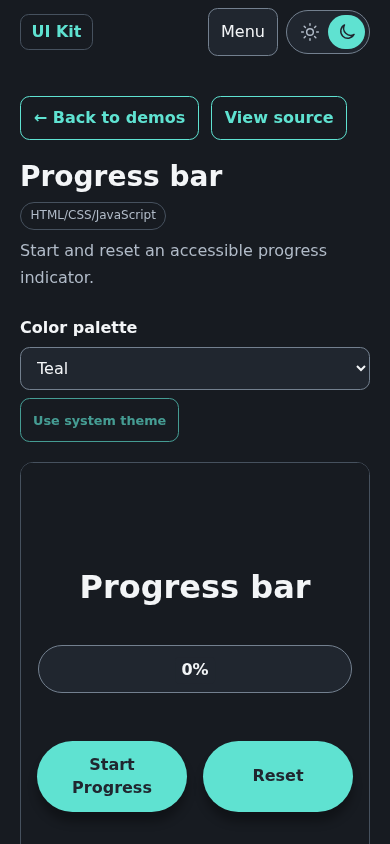 UI Kit
Menu
← Back to demos
View source
Progress bar
HTML/CSS/JavaScript
Start and reset an accessible progress
indicator.
Color palette
Teal
Use system theme
Progress bar
0%
Start
Progress
Reset